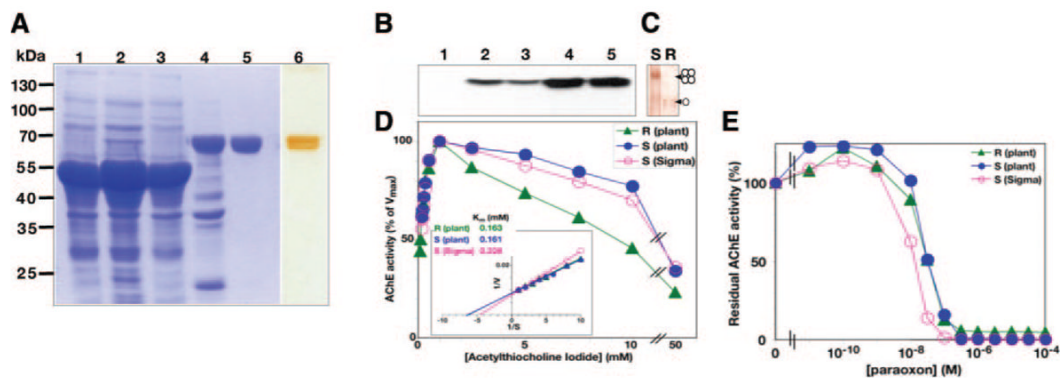 A
kDa
1 2 3 4 5 6
130
100
70
55
40
35
25
B
1 2 3 4 5
C
S R
D
AChE activity (% of Vmax)
100
50
0
R (plant)
S (plant)
S (Sigma)
Km (mM)
R (plant) 0.163
S (plant) 0.161
S (Sigma) 0.228
1/V
0.08
-10 -5 0 5 10
1/S
0 5 10 50
[Acetylthiocholine Iodide] (mM)
E
Residual AChE activity (%)
100
50
0
R (plant)
S (plant)
S (Sigma)
0 10-10 10-8 10-6 10-4
[paraoxon] (M)